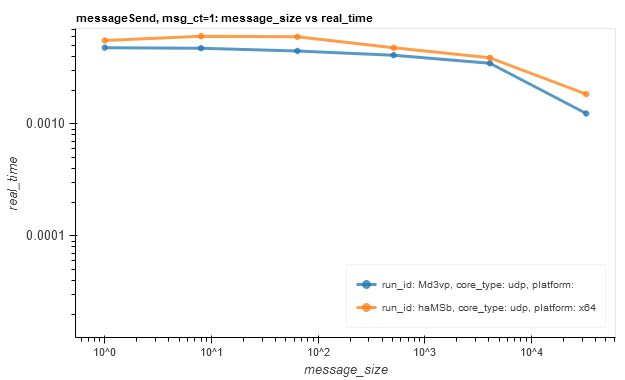 messageSend, msg_ct=1: message_size vs real_time
0.0010
0.0001
real_time
run_id: Md3vp, core_type: udp, platform:
run_id: haMSb, core_type: udp, platform: x64
10^0
10^1
10^2
10^3
10^4
message_size